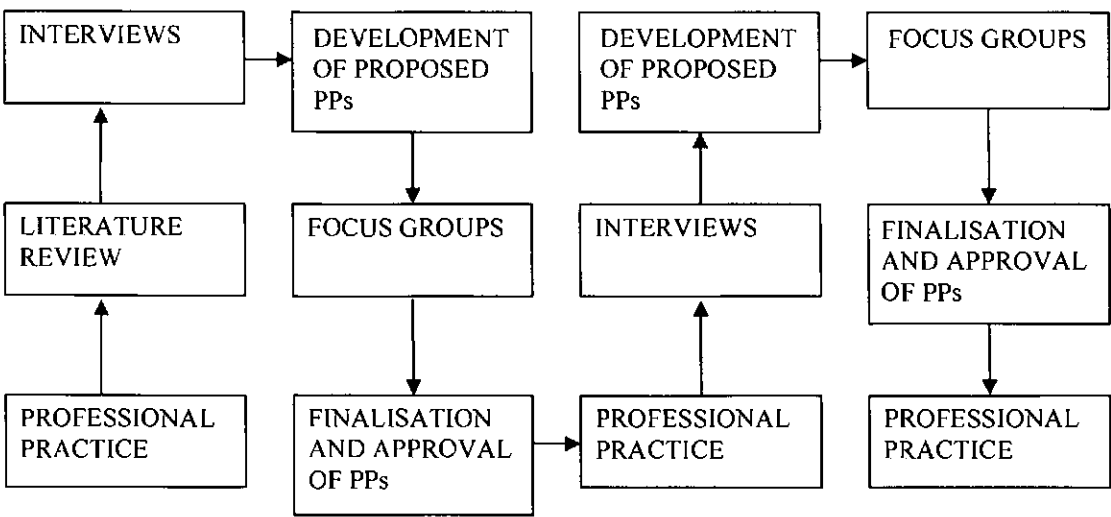 INTERVIEWS
DEVELOPMENT
OF PROPOSED
PPs
DEVELOPMENT
OF PROPOSED
PPs
FOCUS GROUPS
LITERATURE
REVIEW
FOCUS GROUPS
INTERVIEWS
FINALISATION
AND APPROVAL
OF PPs
PROFESSIONAL
PRACTICE
FINALISATION
AND APPROVAL
OF PPs
PROFESSIONAL
PRACTICE
PROFESSIONAL
PRACTICE